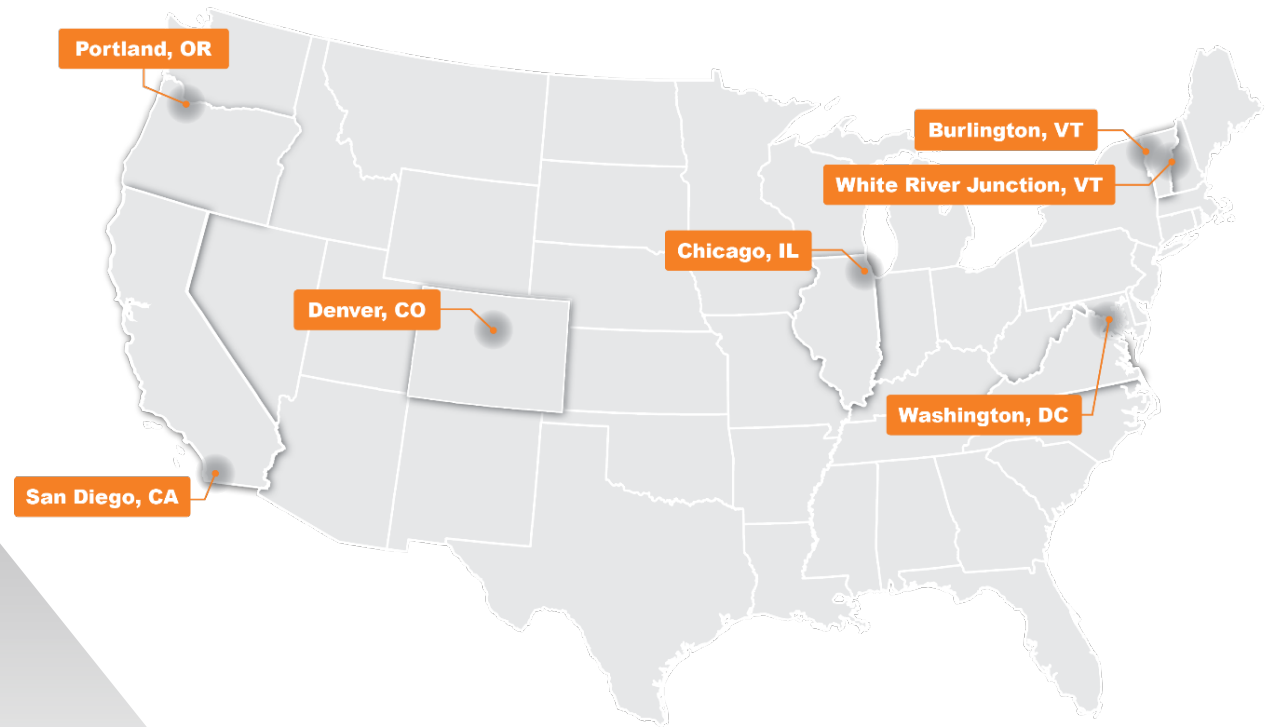 Portland, OR
Burlington, VT
White River Junction, VT
Chicago, IL
Denver, CO
Washington, DC
San Diego, CA